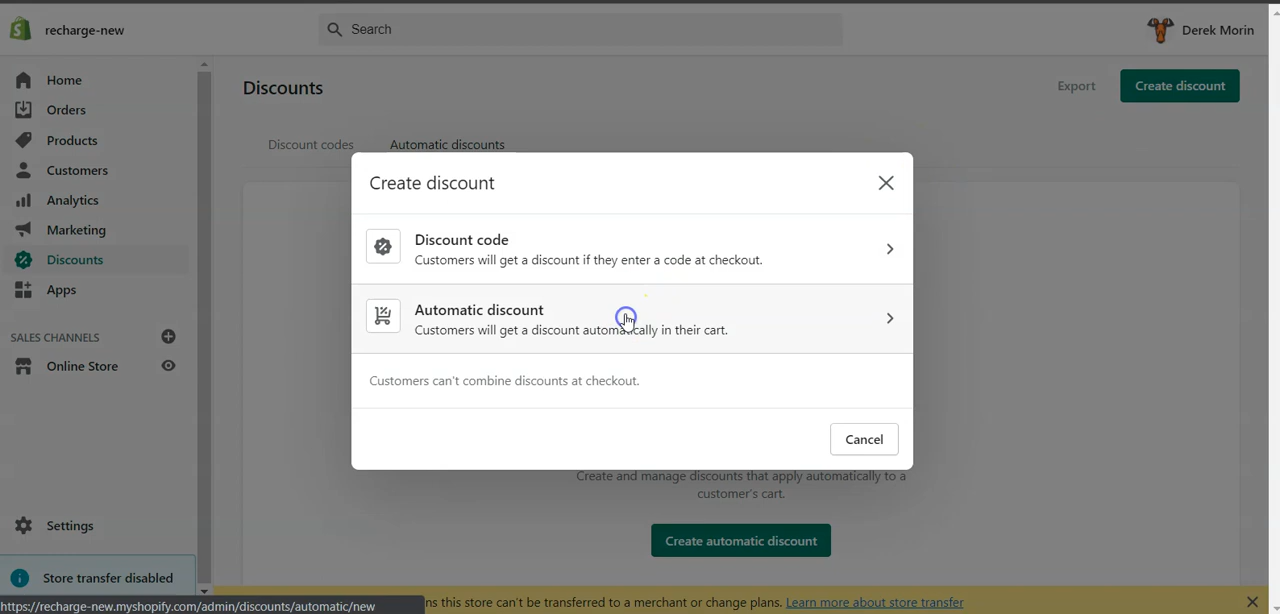 recharge-new
Search
Derek Morin
Home
Orders
Products
Customers
Analytics
Marketing
Discounts
Apps
SALES CHANNELS
Online Store
Settings
Store transfer disabled
Discounts
Export
Create discount
Discount codes
Automatic discounts
Create discount
Discount code
Customers will get a discount if they enter a code at checkout.
Automatic discount
Customers will get a discount automatically in their cart.
Customers can't combine discounts at checkout.
Cancel
Create and manage discounts that apply automatically to a
customer's cart.
Create automatic discount
this store can't be transferred to a merchant or change plans. Learn more about store transfer
https://recharge-new.myshopify.com/admin/discounts/automatic/new